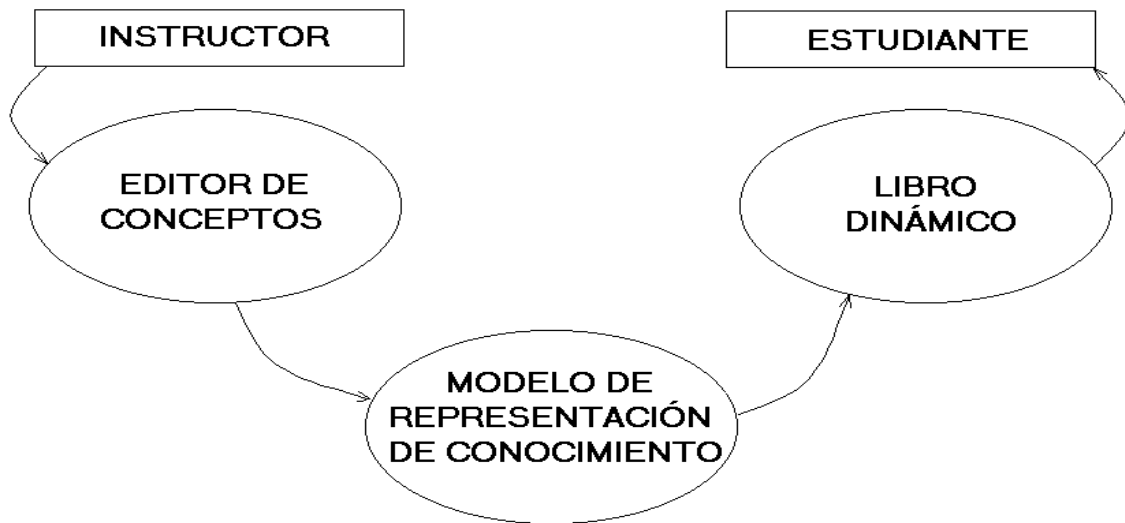 INSTRUCTOR
ESTUDIANTE
EDITOR DE
CONCEPTOS
LIBRO
DINÁMICO
MODELO DE
REPRESENTACIÓN
DE CONOCIMIENTO